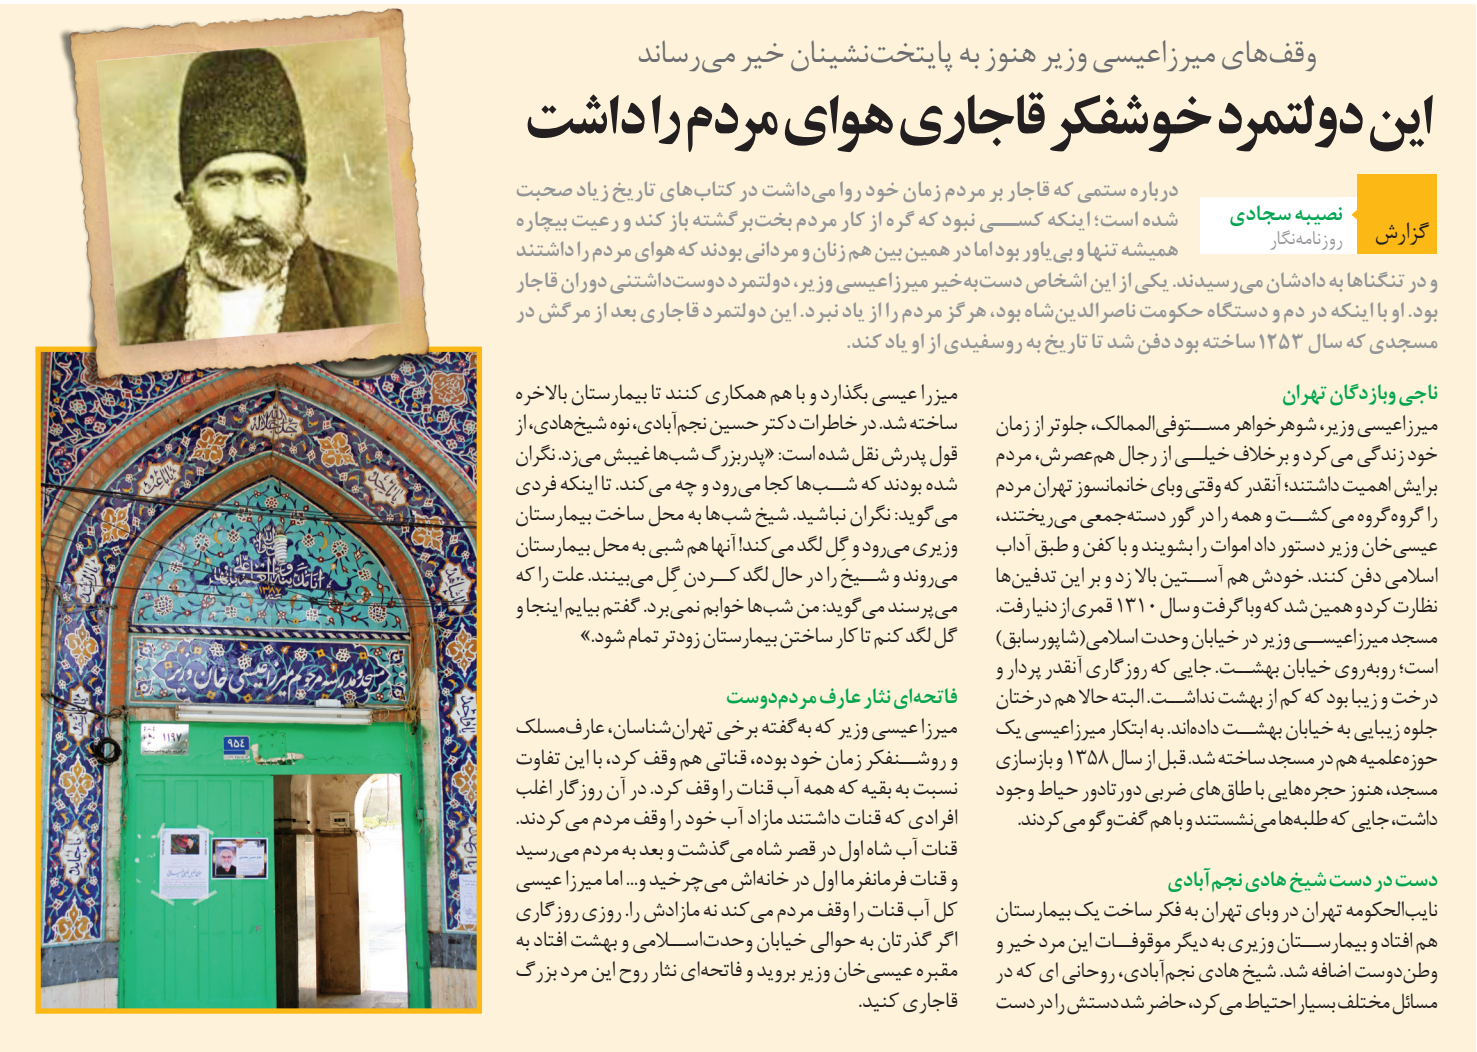 وقف‌های میرزاعیسی وزیر هنوز به پایتخت‌نشینان خیر می‌رساند
این دولتمرد خوشفکر قاجاری هوای مردم را داشت
گزارش
نصیبه سجادی
روزنامه‌نگار
درباره ستمی که قاجار بر مردم زمان خود روا می‌داشت در کتاب‌های تاریخ زیاد صحبت
شده است؛ اینکه کسی نبود که گره از کار مردم بخت‌برگشته باز کند و رعیت بیچاره
همیشه تنها و بی‌یاور بود اما در همین بین هم زنان و مردانی بودند که هوای مردم را داشتند
و در تنگناها به دادشان می‌رسیدند. یکی از این اشخاص دست‌به‌خیر میرزاعیسی وزیر، دولتمرد دوست‌داشتنی دوران قاجار
بود. او با اینکه در دم و دستگاه حکومت ناصرالدین‌شاه بود، هرگز مردم را از یاد نبرد. این دولتمرد قاجاری بعد از مرگش در
مسجدی که سال ۱۲۵۳ ساخته بود دفن شد تا تاریخ به روسفیدی از او یاد کند.
ناجی وبازدگان تهران
میرزاعیسی وزیر، شوهرخواهر مستوفی‌الممالک، جلوتر از زمان
خود زندگی می‌کرد و برخلاف خیلی از رجال هم‌عصرش، مردم
برایش اهمیت داشتند؛ آنقدر که وقتی وبای خانمانسوز تهران مردم
را گروه‌گروه می‌کشت و همه را در گور دسته‌جمعی می‌ریختند،
عیسی‌خان وزیر دستور داد اموات را بشویند و با کفن و طبق آداب
اسلامی دفن کنند. خودش هم آستین بالا زد و بر این تدفین‌ها
نظارت کرد و همین شد که وبا گرفت و سال ۱۳۱۰ قمری از دنیا رفت.
مسجد میرزاعیسی وزیر در خیابان وحدت اسلامی(شاپور سابق)
است؛ روبه‌روی خیابان بهشت. جایی که روزگاری آنقدر پردار و
درخت و زیبا بود که کم از بهشت نداشت. البته حالا هم درختان
جلوه زیبایی به خیابان بهشت داده‌اند. به ابتکار میرزاعیسی یک
حوزه‌علمیه هم در مسجد ساخته شد. قبل از سال ۱۳۵۸ و بازسازی
مسجد، هنوز حجره‌هایی با طاق‌های ضربی دورتادور حیاط وجود
داشت، جایی که طلبه‌ها می‌نشستند و با هم گفت‌وگو می‌کردند.
دست در دست شیخ هادی نجم‌آبادی
نایب‌الحکومه تهران در وبای تهران به فکر ساخت یک بیمارستان
هم افتاد و بیمارستان وزیری به دیگر موقوفات این مرد خیر و
وطن‌دوست اضافه شد. شیخ هادی نجم‌آبادی، روحانی ای که در
مسائل مختلف بسیار احتیاط می‌کرد، حاضر شد دستش را در دست
میزرا عیسی بگذارد و با هم همکاری کنند تا بیمارستان بالاخره
ساخته شد. در خاطرات دکتر حسین نجم‌آبادی، نوه شیخ‌هادی، از
قول پدرش نقل شده است: «پدربزرگ شب‌ها غیبش می‌زد. نگران
شده بودند که شب‌ها کجا می‌رود و چه می‌کند. تا اینکه فردی
می‌گوید: نگران نباشید. شیخ شب‌ها به محل ساخت بیمارستان
وزیری می‌رود و گِل لگد می‌کند! آنها هم شبی به محل بیمارستان
می‌روند و شیخ را در حال لگد کردن گِل می‌بینند. علت را که
می‌پرسند می‌گوید: من شب‌ها خوابم نمی‌برد. گفتم بیایم اینجا و
گل لگد کنم تا کار ساختن بیمارستان زودتر تمام شود.»
فاتحه‌ای نثار عارف مردم‌دوست
میرزا عیسی وزیر که به‌گفته برخی تهران‌شناسان، عارف‌مسلک
و روشنفکر زمان خود بوده، قناتی هم وقف کرد، با این تفاوت
نسبت به بقیه که همه آب قنات را وقف کرد. در آن روزگار اغلب
افرادی که قنات داشتند مازاد آب خود را وقف مردم می‌کردند.
قنات آب شاه اول در قصر شاه می‌گذشت و بعد به مردم می‌رسید
و قنات فرمانفرما اول در خانه‌اش می‌چرخید و... اما میرزا عیسی
کل آب قنات را وقف مردم می‌کند نه مازادش را. روزی روزگاری
اگر گذرتان به حوالی خیابان وحدت‌اسلامی و بهشت افتاد به
مقبره عیسی‌خان وزیر بروید و فاتحه‌ای نثار روح این مرد بزرگ
قاجاری کنید.
مسجد مدرسه مرحوم میرزا عیسی خان وزیر
۱۱۹۷
۹۵٤